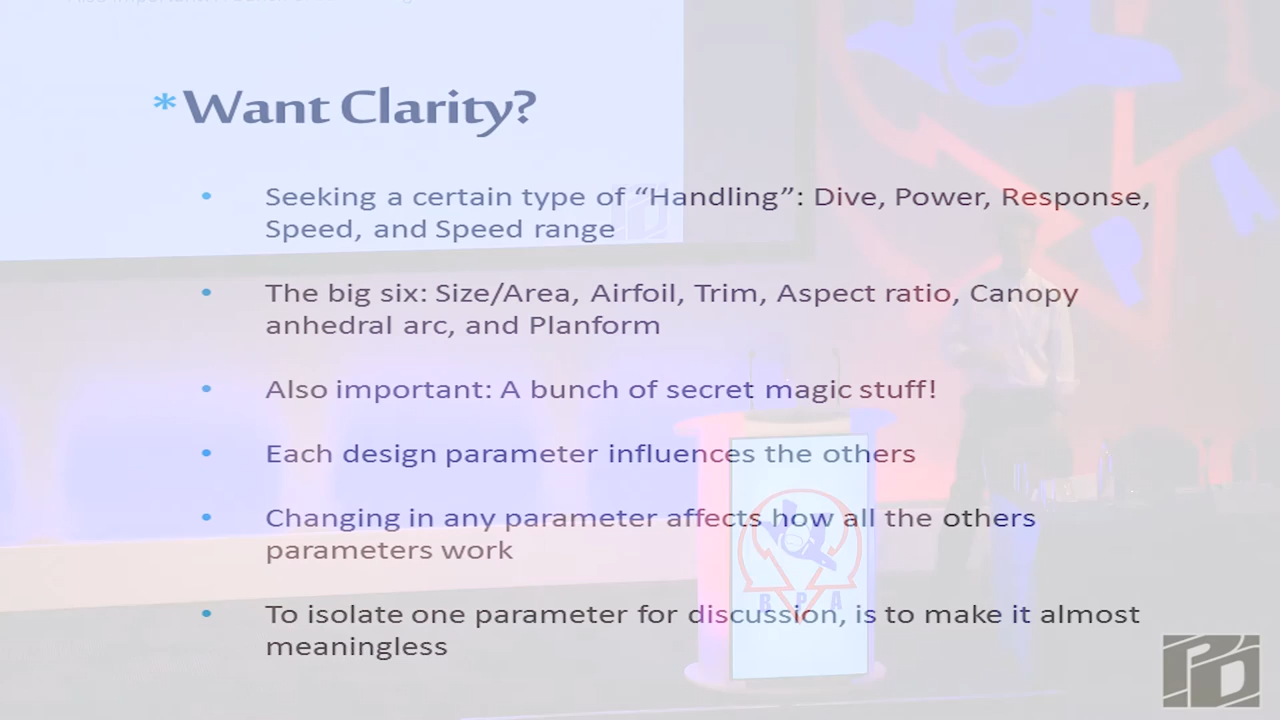 *Want Clarity?
• Seeking a certain type of “Handling”: Dive, Power, Response,
Speed, and Speed range
• The big six: Size/Area, Airfoil, Trim, Aspect ratio, Canopy
anhedral arc, and Planform
• Also important: A bunch of secret magic stuff!
• Each design parameter influences the others
• Changing in any parameter affects how all the others
parameters work
• To isolate one parameter for discussion, is to make it almost
meaningless
BPA
PD